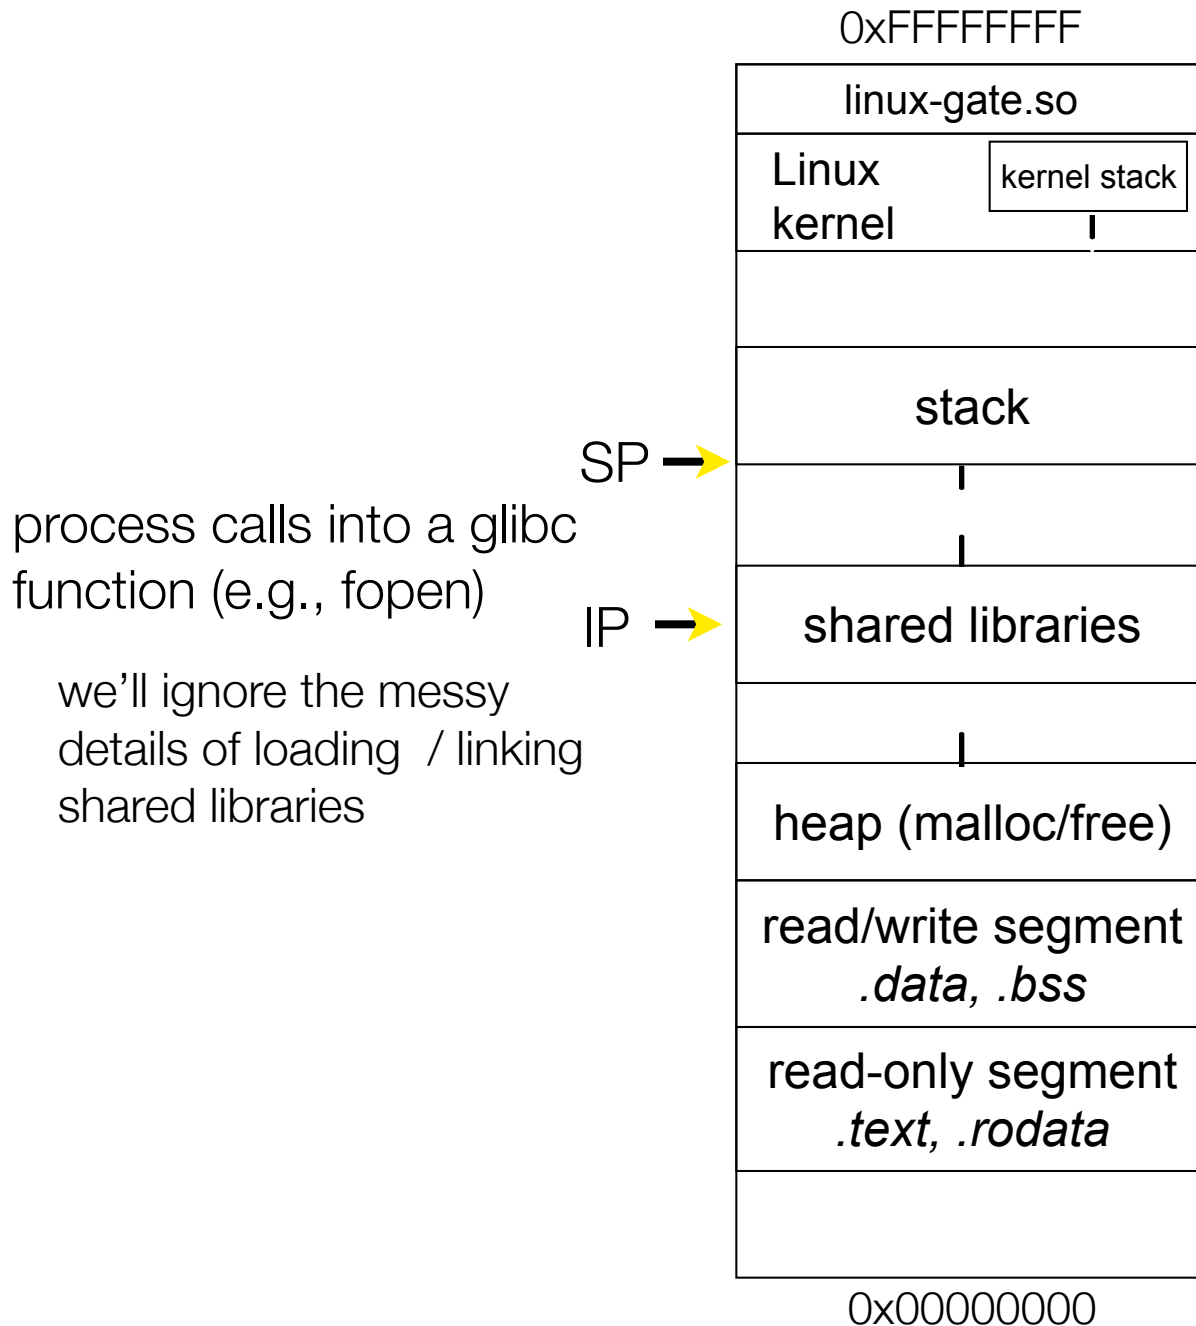 0xFFFFFFFF
linux-gate.so
Linux
kernel
kernel stack
stack
SP
process calls into a glibc
function (e.g., fopen)
IP
shared libraries
we’ll ignore the messy
details of loading  / linking
shared libraries
heap (malloc/free)
read/write segment
.data, .bss
read-only segment
.text, .rodata
0x00000000